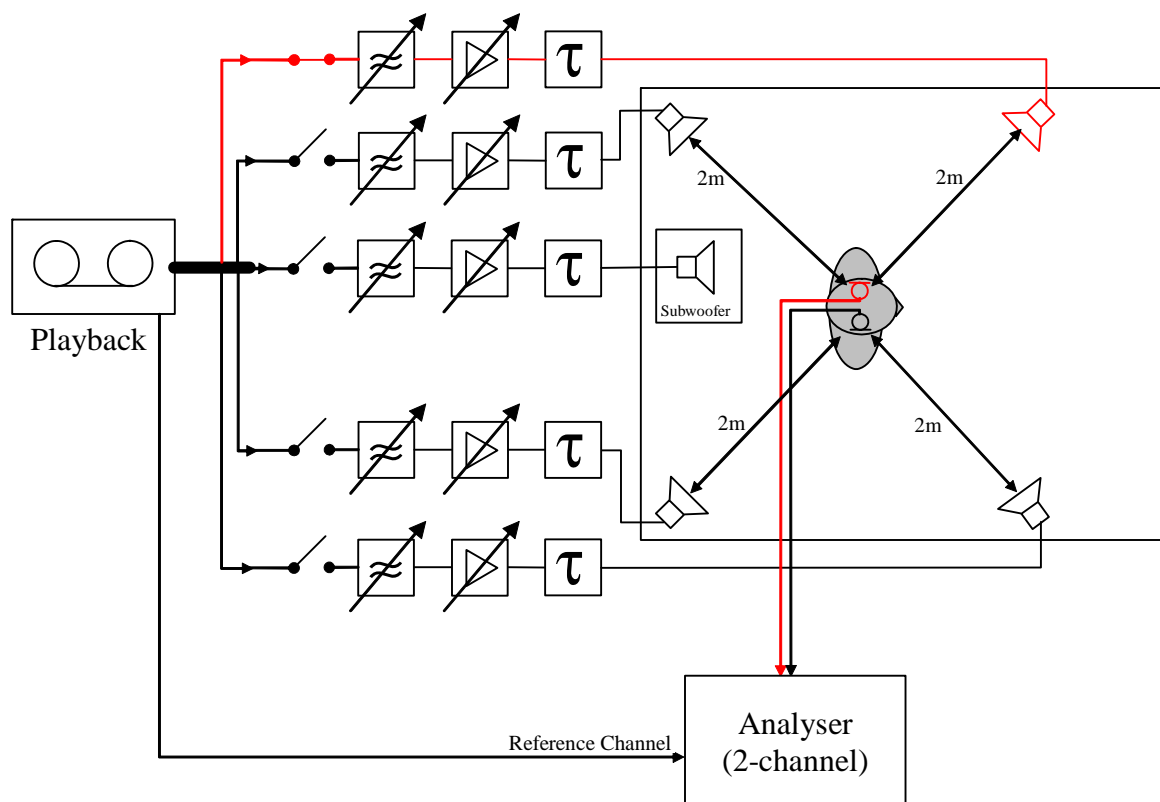 τ
τ
2m
2m
τ
Subwoofer
Playback
2m
2m
τ
τ
Reference Channel
Analyser
(2-channel)